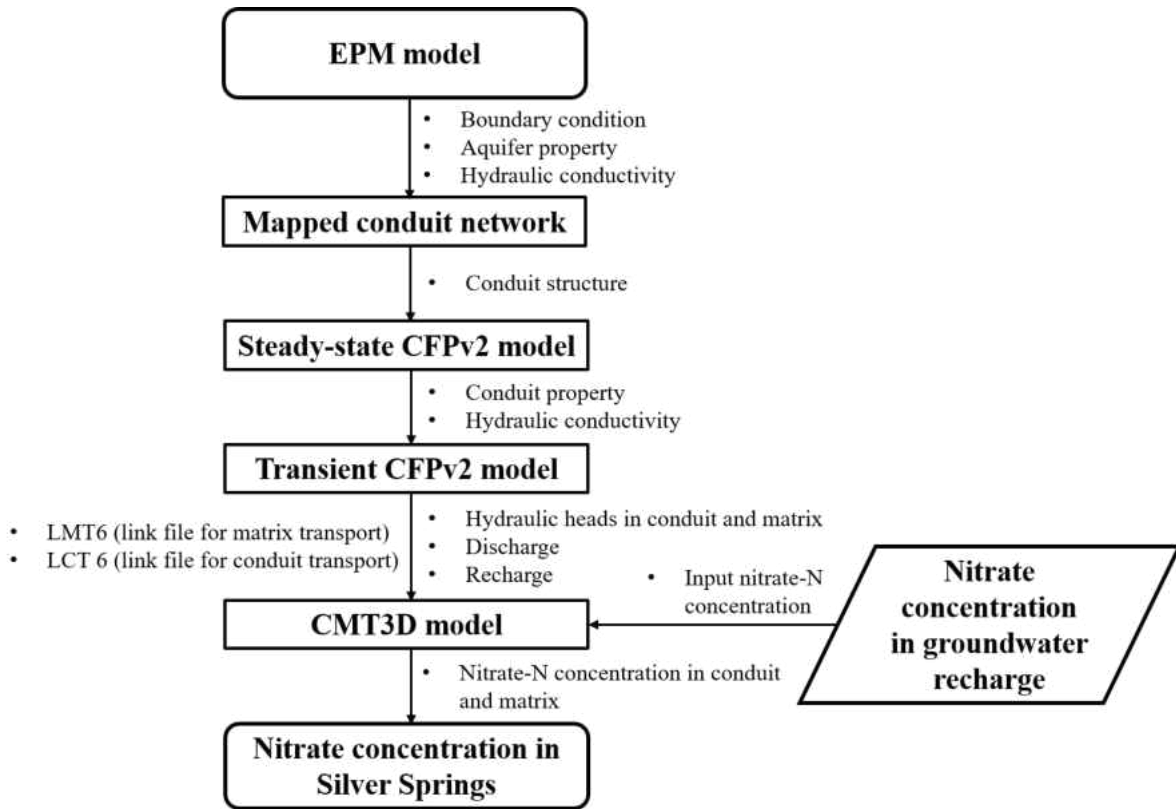 EPM model
• Boundary condition
• Aquifer property
• Hydraulic conductivity
Mapped conduit network
• Conduit structure
Steady-state CFPv2 model
• Conduit property
• Hydraulic conductivity
Transient CFPv2 model
• LMT6 (link file for matrix transport)
• LCT 6 (link file for conduit transport)
• Hydraulic heads in conduit and matrix
• Discharge
• Recharge
• Input nitrate-N
concentration
Nitrate
concentration
in groundwater
recharge
CMT3D model
• Nitrate-N concentration in conduit
and matrix
Nitrate concentration in
Silver Springs